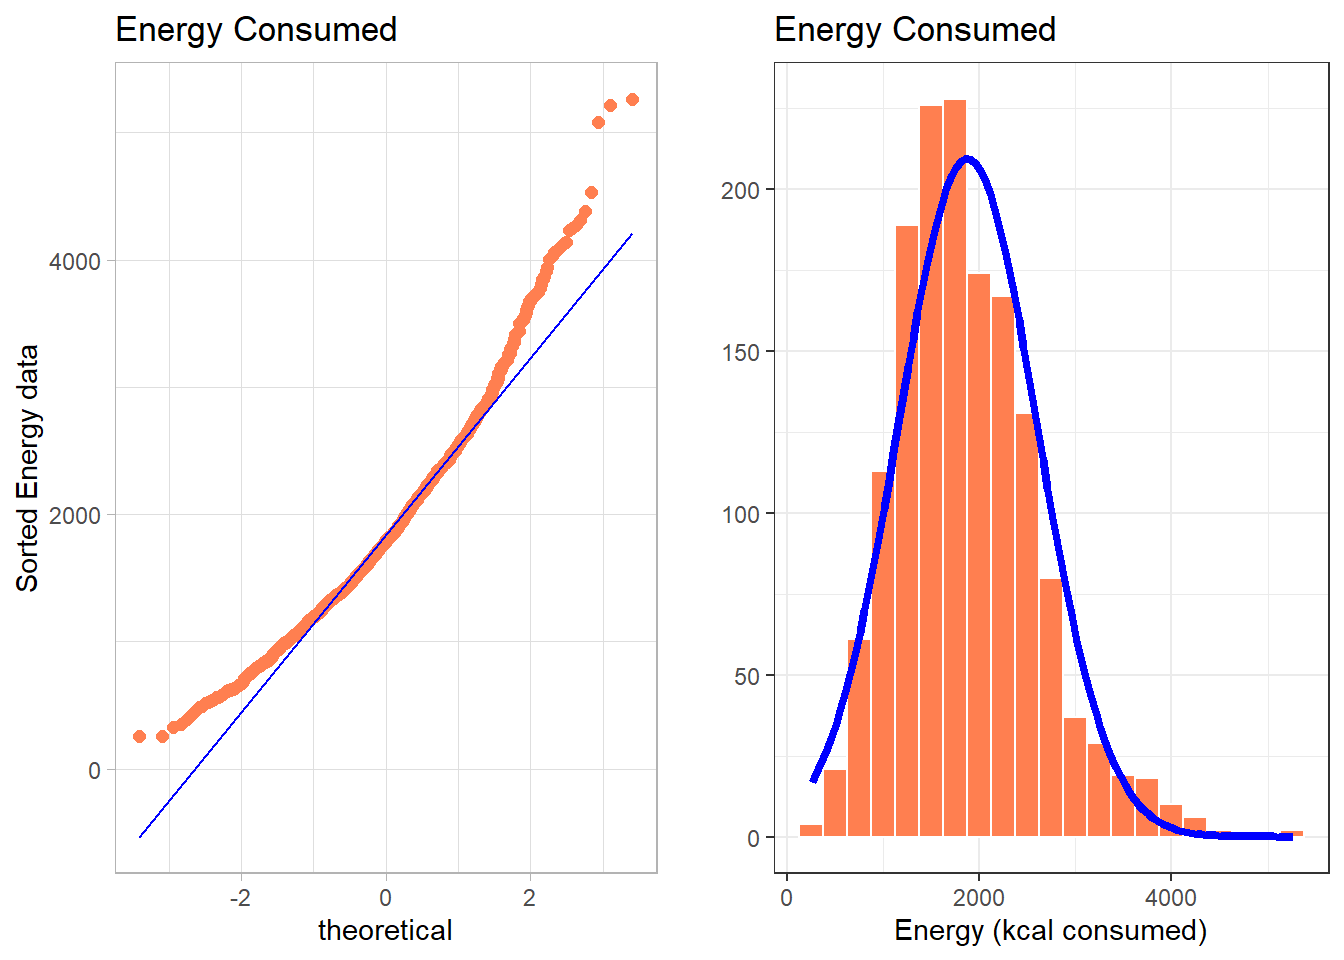 Energy Consumed
Sorted Energy data
4000
2000
0
-2
0
2
theoretical
Energy Consumed
200
150
100
50
0
0
2000
4000
Energy (kcal consumed)